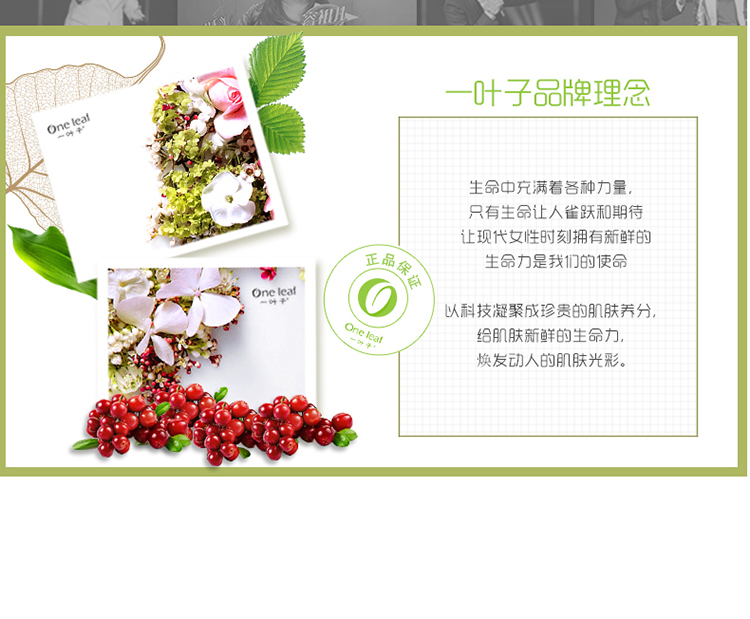 One leaf
一叶子
One leaf
一叶子
正品保证
One leaf
一叶子
一叶子品牌理念
生命中充满着各种力量，
只有生命让人雀跃和期待
让现代女性时刻拥有新鲜的
生命力是我们的使命
以科技凝聚成珍贵的肌肤养分，
给肌肤新鲜的生命力，
焕发动人的肌肤光彩。